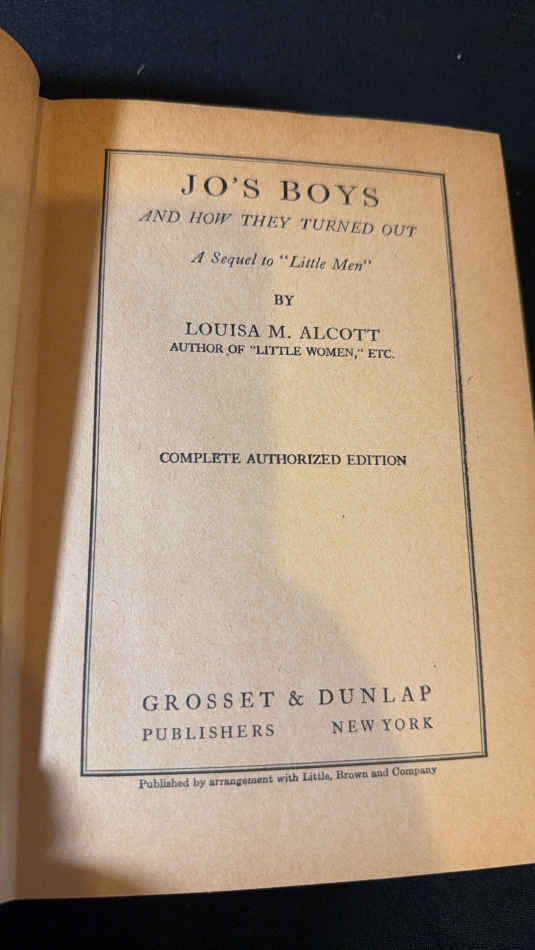 JO'S BOYS
AND HOW THEY TURNED OUT
A Sequel to "Little Men"
BY
LOUISA M. ALCOTT
AUTHOR OF "LITTLE WOMEN," ETC.
COMPLETE AUTHORIZED EDITION
GROSSET & DUNLAP
PUBLISHERS NEW YORK
Published by arrangement with Little, Brown and Company